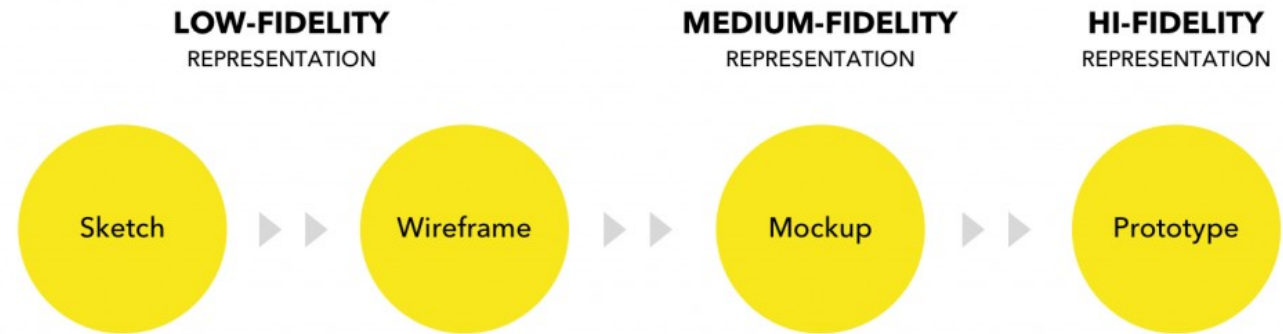 LOW-FIDELITY
REPRESENTATION
MEDIUM-FIDELITY
REPRESENTATION
HI-FIDELITY
REPRESENTATION
Sketch
Wireframe
Mockup
Prototype